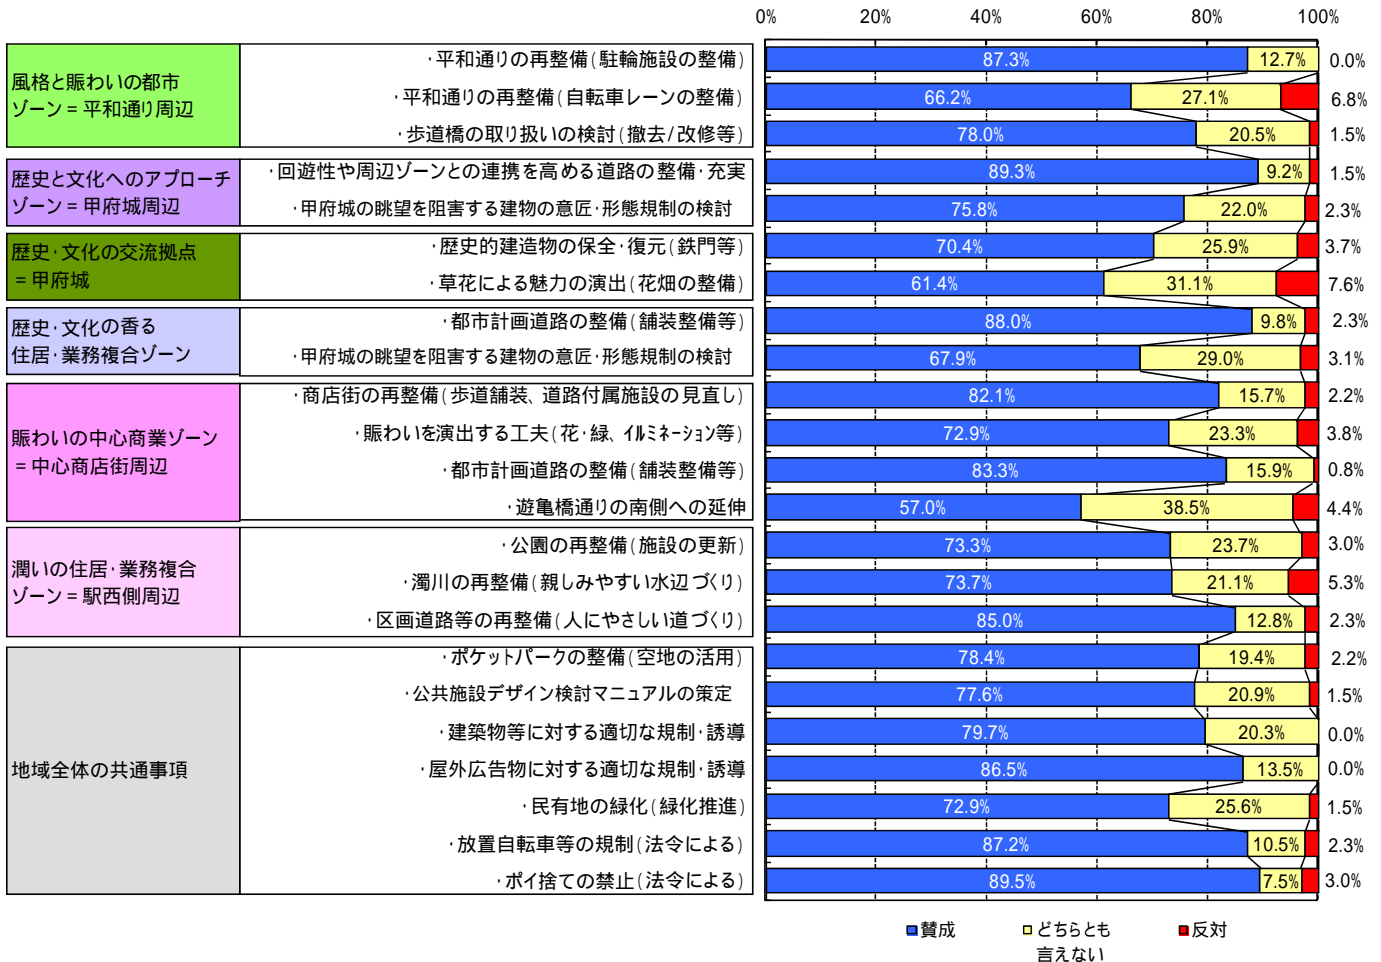 0% 20% 40% 60% 80% 100%
風格と賑わいの都市
ゾーン=平和通り周辺
・平和通りの再整備(駐輪施設の整備) 87.3% 12.7% 0.0%
・平和通りの再整備(自転車レーンの整備) 66.2% 27.1% 6.8%
・歩道橋の取り扱いの検討(撤去/改修等) 78.0% 20.5% 1.5%
歴史と文化へのアプローチ
ゾーン=甲府城周辺
・回遊性や周辺ゾーンとの連携を高める道路の整備・充実 89.3% 9.2% 1.5%
・甲府城の眺望を阻害する建物の意匠・形態規制の検討 75.8% 22.0% 2.3%
歴史・文化の交流拠点
=甲府城
・歴史的建造物の保全・復元(鉄門等) 70.4% 25.9% 3.7%
・草花による魅力の演出(花畑の整備) 61.4% 31.1% 7.6%
歴史・文化の香る
住居・業務複合ゾーン
・都市計画道路の整備(舗装整備等) 88.0% 9.8% 2.3%
・甲府城の眺望を阻害する建物の意匠・形態規制の検討 67.9% 29.0% 3.1%
賑わいの中心商業ゾーン
=中心商店街周辺
・商店街の再整備(歩道舗装、道路付属施設の見直し) 82.1% 15.7% 2.2%
・賑わいを演出する工夫(花・緑、イルミネーション等) 72.9% 23.3% 3.8%
・都市計画道路の整備(舗装整備等) 83.3% 15.9% 0.8%
・遊亀橋通りの南側への延伸 57.0% 38.5% 4.4%
潤いの住居・業務複合
ゾーン=駅西側周辺
・公園の再整備(施設の更新) 73.3% 23.7% 3.0%
・濁川の再整備(親しみやすい水辺づくり) 73.7% 21.1% 5.3%
・区画道路等の再整備(人にやさしい道づくり) 85.0% 12.8% 2.3%
地域全体の共通事項
・ポケットパークの整備(空地の活用) 78.4% 19.4% 2.2%
・公共施設デザイン検討マニュアルの策定 77.6% 20.9% 1.5%
・建築物等に対する適切な規制・誘導 79.7% 20.3% 0.0%
・屋外広告物に対する適切な規制・誘導 86.5% 13.5% 0.0%
・民有地の緑化(緑化推進) 72.9% 25.6% 1.5%
・放置自転車等の規制(法令による) 87.2% 10.5% 2.3%
・ポイ捨ての禁止(法令による) 89.5% 7.5% 3.0%
賛成 どちらとも 反対
言えない